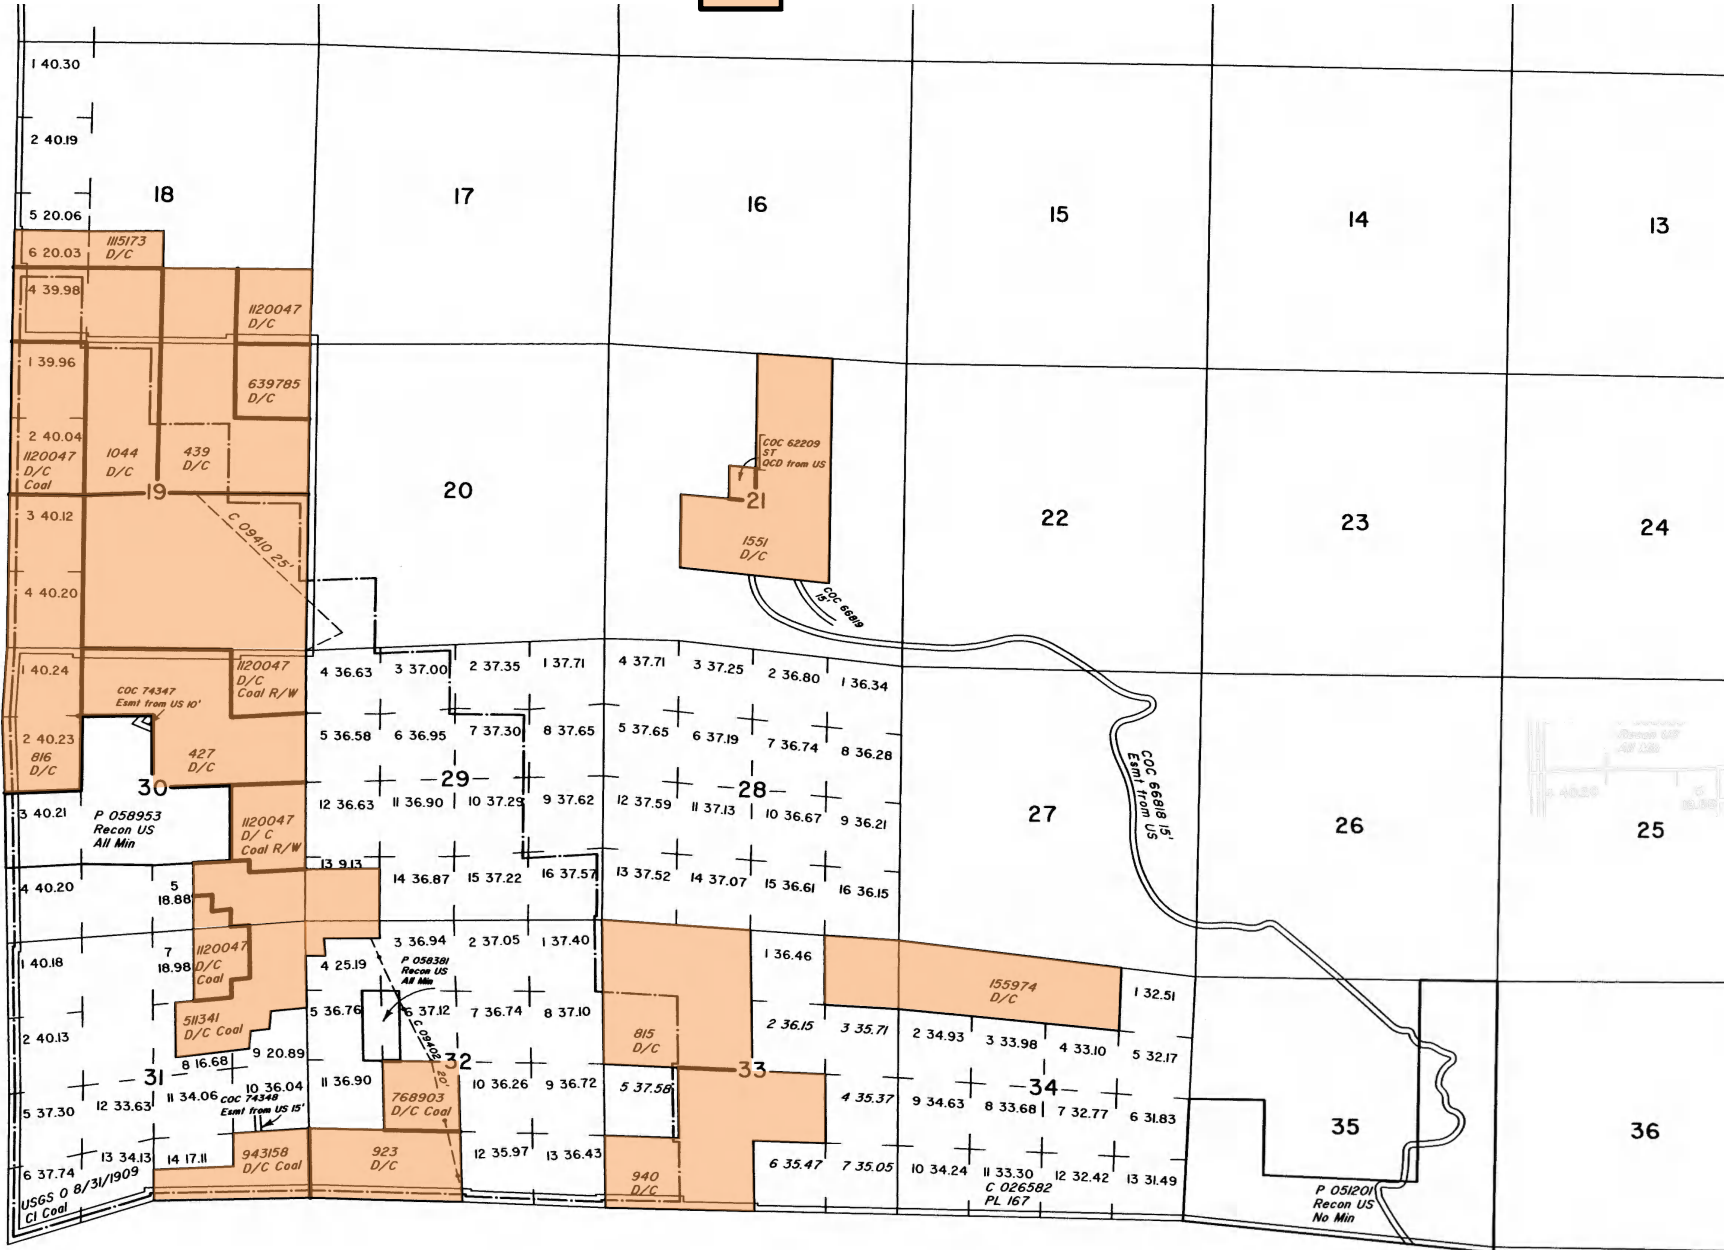 1 40.30
2 40.19
5 20.06
6 20.03
1115173
D/C
18
17
16
15
14
13
4 39.98
1120047
D/C
1 39.96
639785
D/C
2 40.04
1120047
D/C
Coal
1044
D/C
439
D/C
19
3 40.12
C 09410 25'
4 40.20
20
COC 62209
ST
QCD from US
21
1551
D/C
COC 66819
15'
22
23
24
1 40.24
COC 74347
Esmt from US 10'
1120047
D/C
Coal R/W
2 40.23
816
D/C
427
D/C
30
3 40.21
P 058953
Recon US
All Min
1120047
D/C
Coal R/W
4 40.20
5
18.88
4 36.63
3 37.00
2 37.35
1 37.71
5 36.58
6 36.95
7 37.30
8 37.65
29
12 36.63
11 36.90
10 37.29
9 37.62
13 9.13
14 36.87
15 37.22
16 37.57
4 37.71
3 37.25
2 36.80
1 36.34
5 37.65
6 37.19
7 36.74
8 36.28
28
12 37.59
11 37.13
10 36.67
9 36.21
13 37.52
14 37.07
15 36.61
16 36.15
27
COC 66818 15'
Esmt from US
26
25
Recon US
All Min
1 40.18
7
18.98
1120047
D/C
Coal
2 40.13
511341
D/C Coal
8 16.68
9 20.89
31
10 36.04
5 37.30
12 33.63
11 34.06
COC 74348
Esmt from US 15'
6 37.74
13 34.13
14 17.11
943158
D/C Coal
USGS O 8/31/1909
Cl Coal
3 36.94
2 37.05
1 37.40
4 25.19
P 058381
Recon US
All Min
5 36.76
6 37.12
7 36.74
8 37.10
C 09402 20'
32
11 36.90
768903
D/C Coal
10 36.26
9 36.72
923
D/C
12 35.97
13 36.43
1 36.46
815
D/C
2 36.15
3 35.71
33
5 37.58
4 35.37
940
D/C
6 35.47
7 35.05
155974
D/C
1 32.51
2 34.93
3 33.98
4 33.10
5 32.17
34
9 34.63
8 33.68
7 32.77
6 31.83
10 34.24
11 33.30
12 32.42
13 31.49
C 026582
PL 167
35
P 051201
Recon US
No Min
36